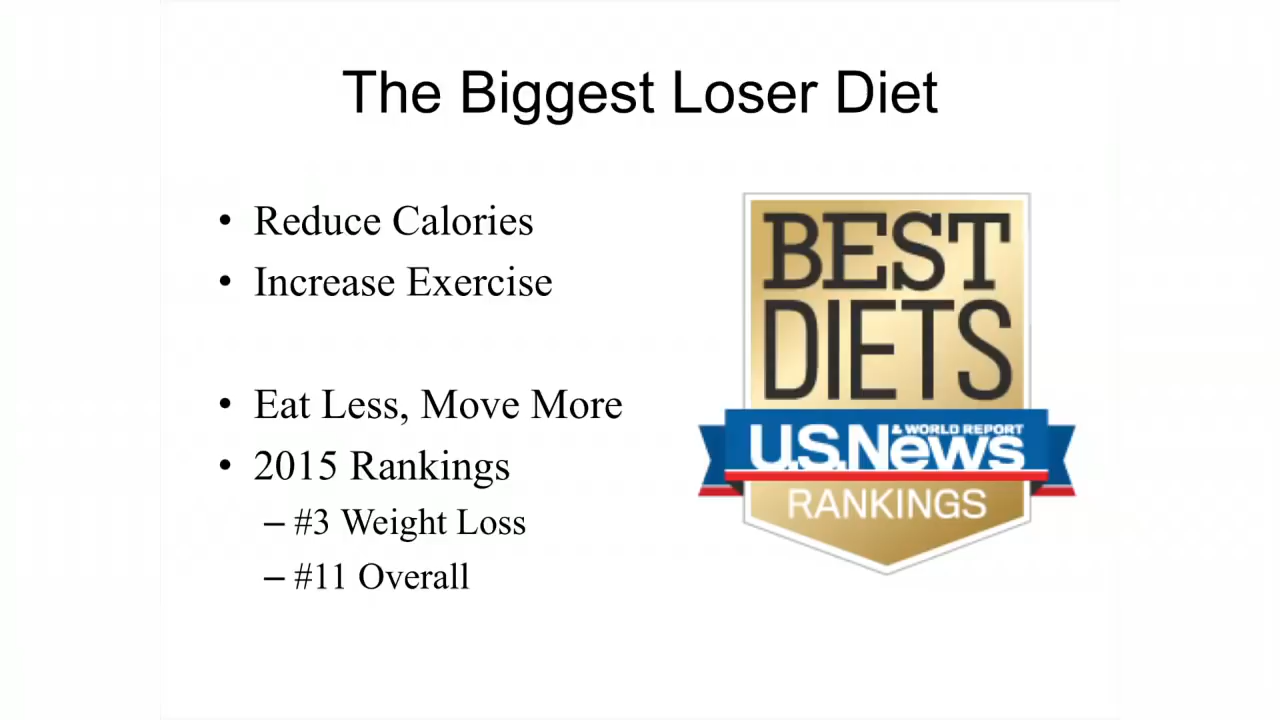 The Biggest Loser Diet
• Reduce Calories
• Increase Exercise
• Eat Less, Move More
• 2015 Rankings
– #3 Weight Loss
– #11 Overall
BEST
DIETS
U.S.News & WORLD REPORT
RANKINGS